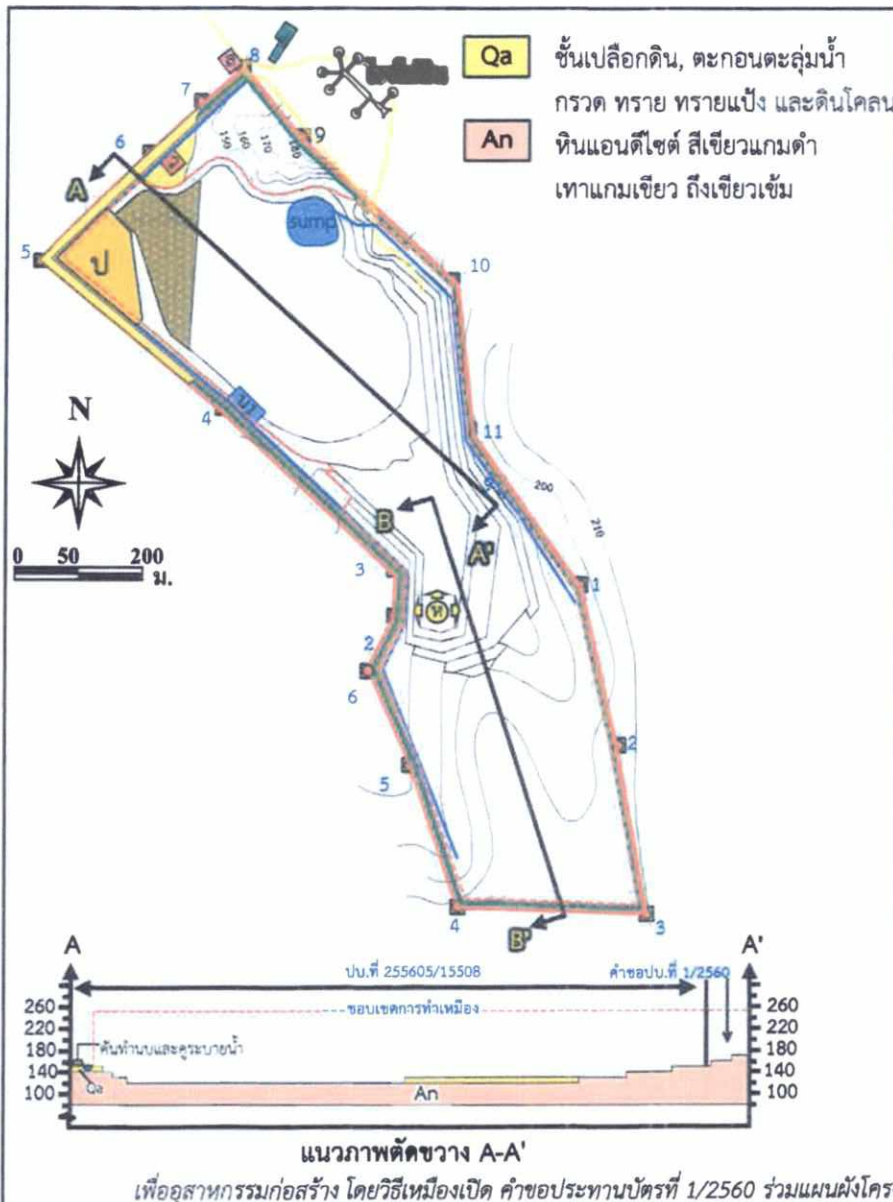 Qa ชั้นเปลือกดิน, ตะกอนตะลุ่มน้ำ
กรวด ทราย ทรายแป้ง และดินโคลน
An หินแอนดีไซต์ สีเขียวแกมดำ
เทาแกมเขียว ถึงเขียวเข้ม
8
7
6
9
150
160
170
180
A
sump
5
ป
10
4
N
11
200
210
B
A'
0 50 200
ม.
3
ท
1
2
6
2
5
4
3
B'
A
A'
ปบ.ที่ 255605/15508
คำขอปบ.ที่ 1/2560
ขอบเขตการทำเหมือง
260
220
180
140
100
260
220
180
140
100
คันทำนบและคูระบายน้ำ
Qa
An
แนวภาพตัดขวาง A-A'
เพื่ออุสาหกรรมก่อสร้าง โดยวิธีเหมืองเปิด คำขอประทานบัตรที่ 1/2560 ร่วมแผนผังโคร